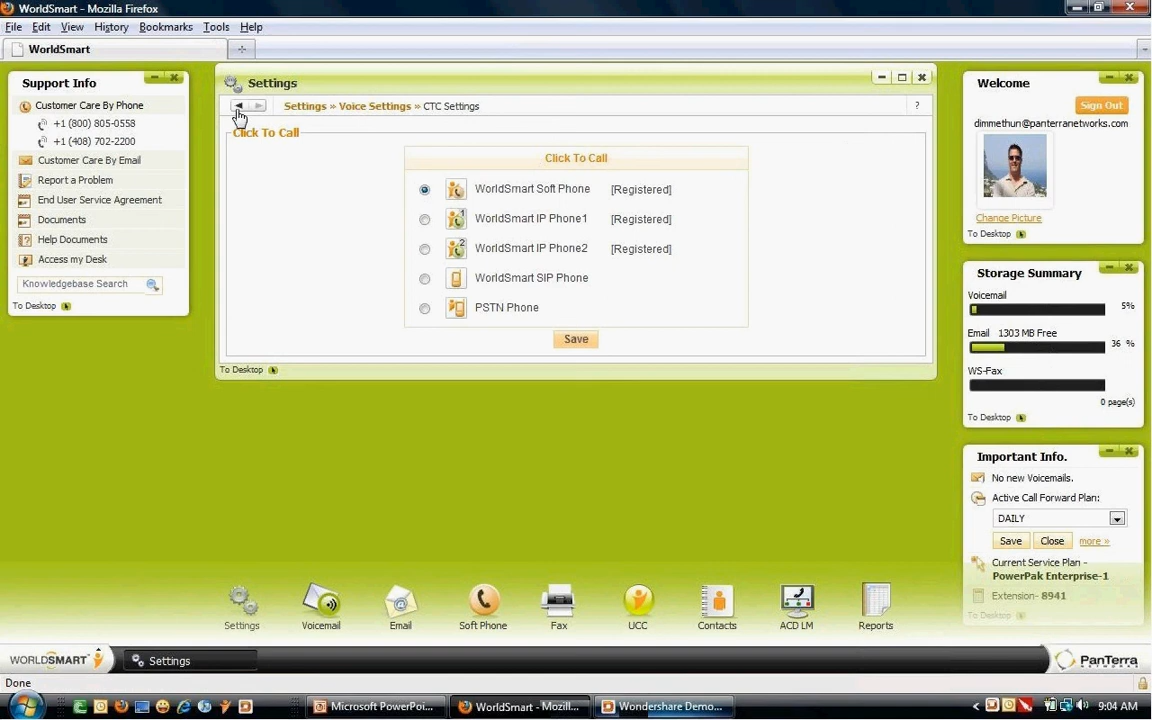 WorldSmart - Mozilla Firefox
File Edit View History Bookmarks Tools Help
WorldSmart
Support Info
Customer Care By Phone
+1 (800) 805-0558
+1 (408) 702-2200
Customer Care By Email
Report a Problem
End User Service Agreement
Documents
Help Documents
Access my Desk
Knowledgebase Search
To Desktop
Settings
Settings » Voice Settings » CTC Settings
?
Click To Call
Click To Call
WorldSmart Soft Phone [Registered]
WorldSmart IP Phone1 [Registered]
WorldSmart IP Phone2 [Registered]
WorldSmart SIP Phone
PSTN Phone
Save
To Desktop
Welcome
Sign Out
dimmethun@panterranetworks.com
Change Picture
To Desktop
Storage Summary
Voicemail
5%
Email 1303 MB Free
36 %
WS-Fax
0 page(s)
To Desktop
Important Info.
No new Voicemails.
Active Call Forward Plan:
DAILY
Save Close more »
Current Service Plan -
PowerPak Enterprise-1
Extension- 8941
To Desktop
Settings Voicemail Email Soft Phone Fax UCC Contacts ACD LM Reports
WORLDSMART Settings PanTerra
NETWORKS
Done
Microsoft PowerPoi... WorldSmart - Mozill... Wondershare Demo... 9:04 AM